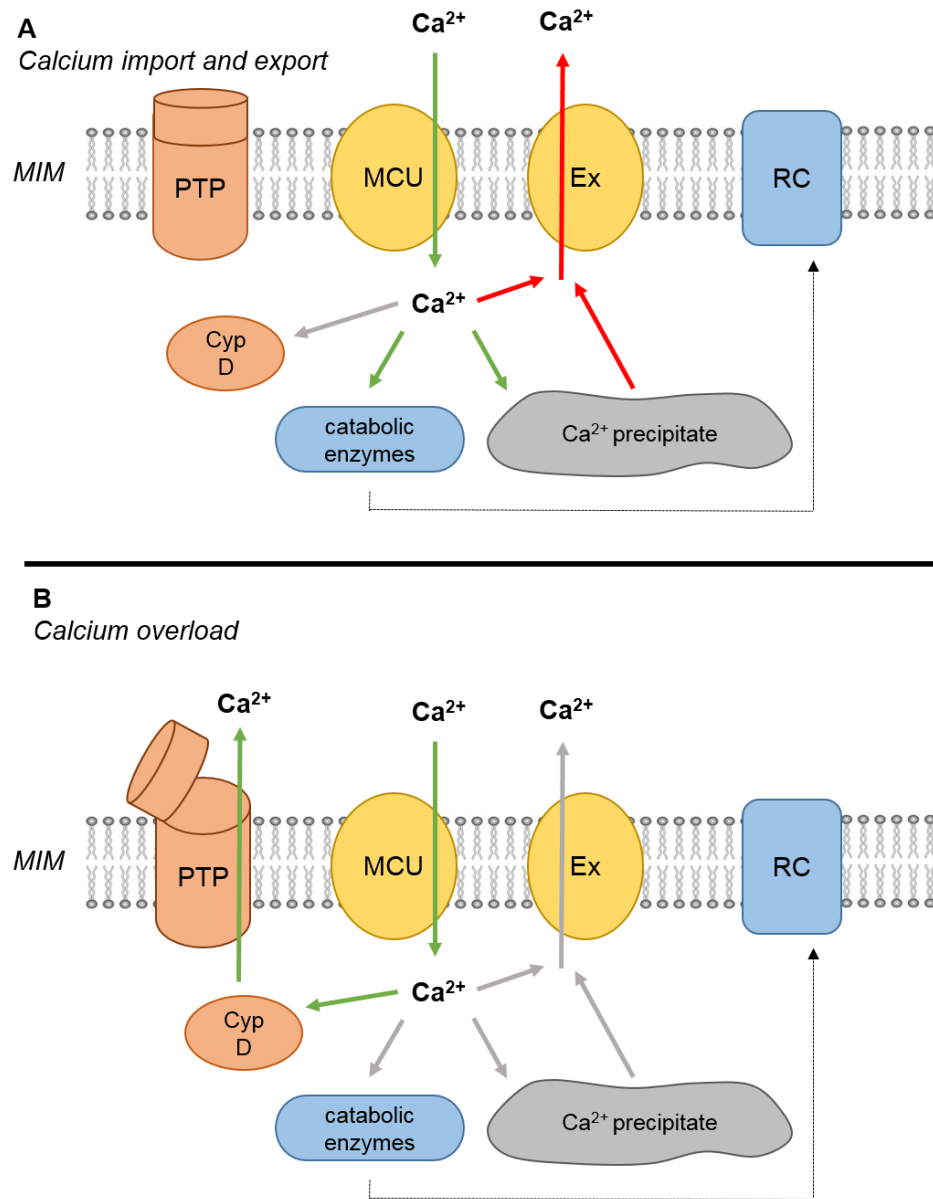 A
Calcium import and export
Ca²⁺
Ca²⁺
MIM
PTP
MCU
Ex
RC
Ca²⁺
Cyp
D
catabolic
enzymes
Ca²⁺ precipitate
B
Calcium overload
Ca²⁺
Ca²⁺
Ca²⁺
MIM
PTP
MCU
Ex
RC
Ca²⁺
Cyp
D
catabolic
enzymes
Ca²⁺ precipitate